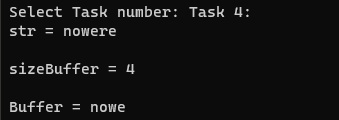 Select Task number: Task 4:
str = nowere
sizeBuffer = 4
Buffer = nowe